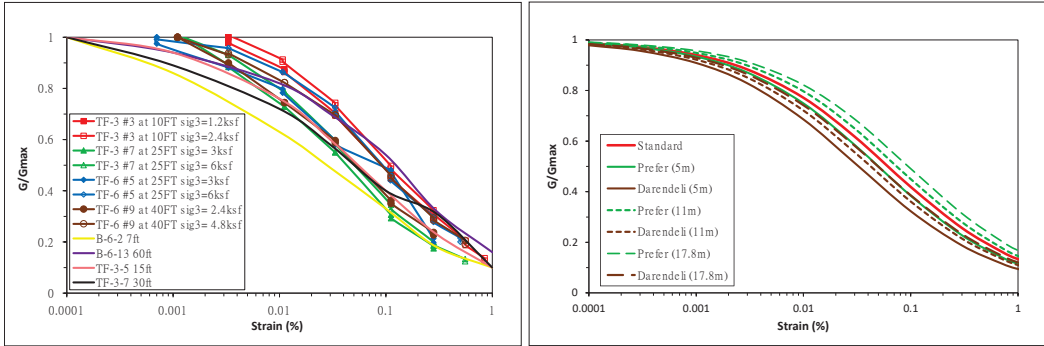 G/Gmax
1
0.8
0.6
0.4
0.2
0
TF-3 #3 at 10FT sig3=1.2ksf
TF-3 #3 at 10FT sig3=2.4ksf
TF-3 #7 at 25FT sig3= 3ksf
TF-3 #7 at 25FT sig3= 6ksf
TF-6 #5 at 25FT sig3=3ksf
TF-6 #5 at 25FT sig3=6ksf
TF-6 #9 at 40FT sig3= 2.4ksf
TF-6 #9 at 40FT sig3= 4.8ksf
B-6-2 7ft
B-6-13 60ft
TF-3-5 15ft
TF-3-7 30ft
0.0001 0.001 0.01 0.1 1
Strain (%)
G/Gmax
1
0.8
0.6
0.4
0.2
0
Standard
Prefer (5m)
Darendeli (5m)
Prefer (11m)
Darendeli (11m)
Prefer (17.8m)
Darendeli (17.8m)
0.0001 0.001 0.01 0.1 1
Strain (%)